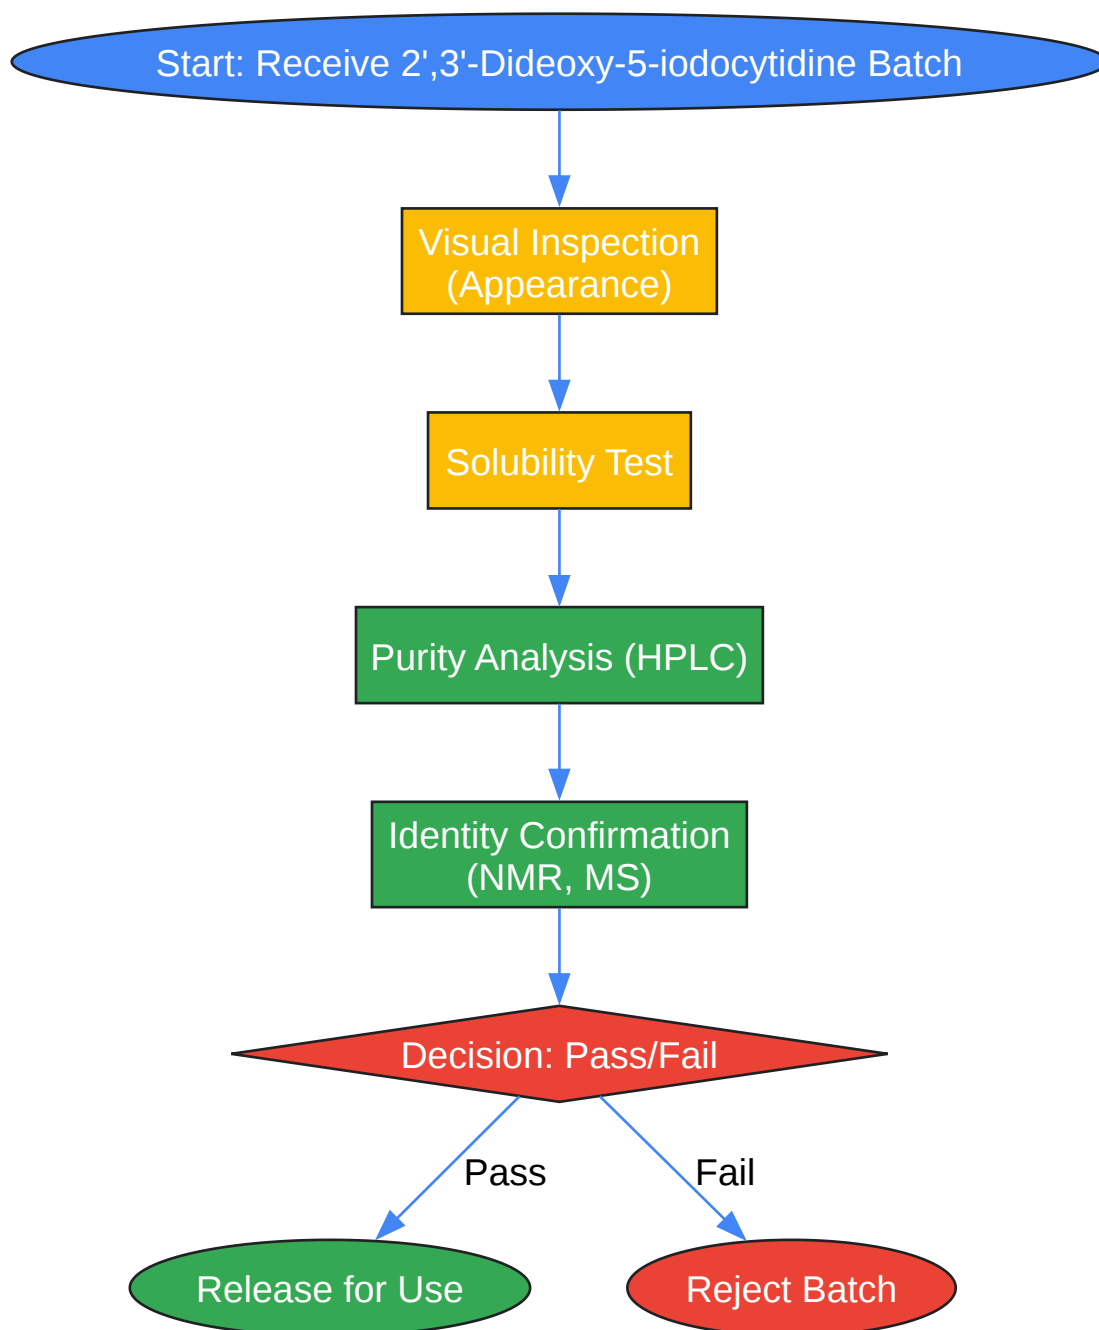 Start: Receive 2',3'-Dideoxy-5-iodocytidine Batch
Visual Inspection
(Appearance)
Solubility Test
Purity Analysis (HPLC)
Identity Confirmation
(NMR, MS)
Decision: Pass/Fail
Pass
Fail
Release for Use
Reject Batch